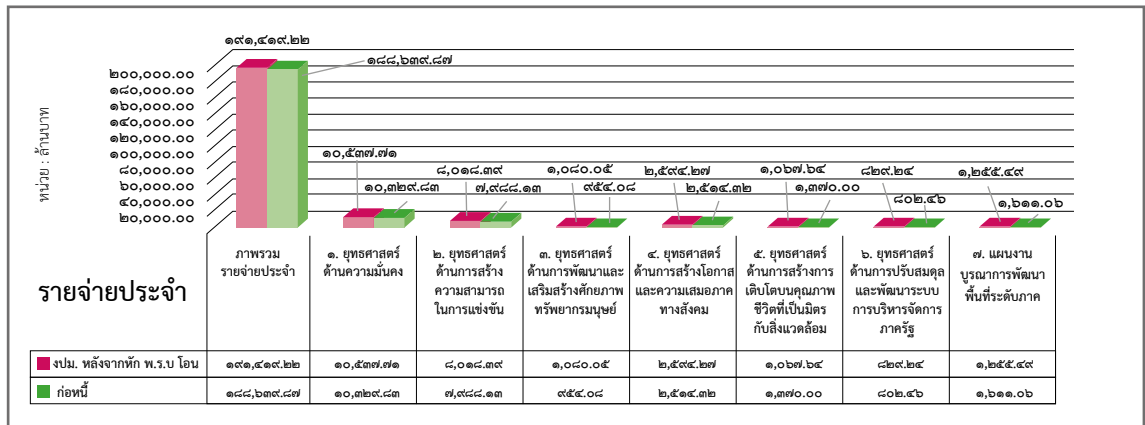 ๑๙๑,๔๑๙.๒๒
๑๘๘,๖๓๙.๘๗
หน่วย : ล้านบาท
๒๐๐,๐๐๐.๐๐
๑๘๐,๐๐๐.๐๐
๑๖๐,๐๐๐.๐๐
๑๔๐,๐๐๐.๐๐
๑๒๐,๐๐๐.๐๐
๑๐๐,๐๐๐.๐๐
๘๐,๐๐๐.๐๐
๖๐,๐๐๐.๐๐
๔๐,๐๐๐.๐๐
๒๐,๐๐๐.๐๐
๑๐,๕๓๗.๗๑
๑๐,๓๒๙.๘๓
๘,๐๑๘.๓๙
๗,๙๘๘.๑๓
๑,๐๘๐.๐๕
๙๕๔.๐๘
๒,๕๙๔.๒๗
๒,๕๑๔.๓๒
๑,๐๖๗.๖๔
๑,๓๗๐.๐๐
๘๒๙.๒๔
๘๐๒.๔๖
๑,๒๕๕.๔๙
๑,๖๑๑.๐๖
รายจ่ายประจำ
ภาพรวม
รายจ่ายประจำ
๑. ยุทธศาสตร์
ด้านความมั่นคง
๒. ยุทธศาสตร์
ด้านการสร้าง
ความสามารถ
ในการแข่งขัน
๓. ยุทธศาสตร์
ด้านการพัฒนาและ
เสริมสร้างศักยภาพ
ทรัพยากรมนุษย์
๔. ยุทธศาสตร์
ด้านการสร้างโอกาส
และความเสมอภาค
ทางสังคม
๕. ยุทธศาสตร์
ด้านการสร้างการ
เติบโตบนคุณภาพ
ชีวิตที่เป็นมิตร
กับสิ่งแวดล้อม
๖. ยุทธศาสตร์
ด้านการปรับสมดุล
และพัฒนาระบบ
การบริหารจัดการ
ภาครัฐ
๗. แผนงาน
บูรณาการพัฒนา
พื้นที่ระดับภาค
งปม. หลังจากหัก พ.ร.บ โอน ๑๙๑,๔๑๙.๒๒ ๑๐,๕๓๗.๗๑ ๘,๐๑๘.๓๙ ๑,๐๘๐.๐๕ ๒,๕๙๔.๒๗ ๑,๐๖๗.๖๔ ๘๒๙.๒๔ ๑,๒๕๕.๔๙
ก่อหนี้ ๑๘๘,๖๓๙.๘๗ ๑๐,๓๒๙.๘๓ ๗,๙๘๘.๑๓ ๙๕๔.๐๘ ๒,๕๑๔.๓๒ ๑,๓๗๐.๐๐ ๘๐๒.๔๖ ๑,๖๑๑.๐๖